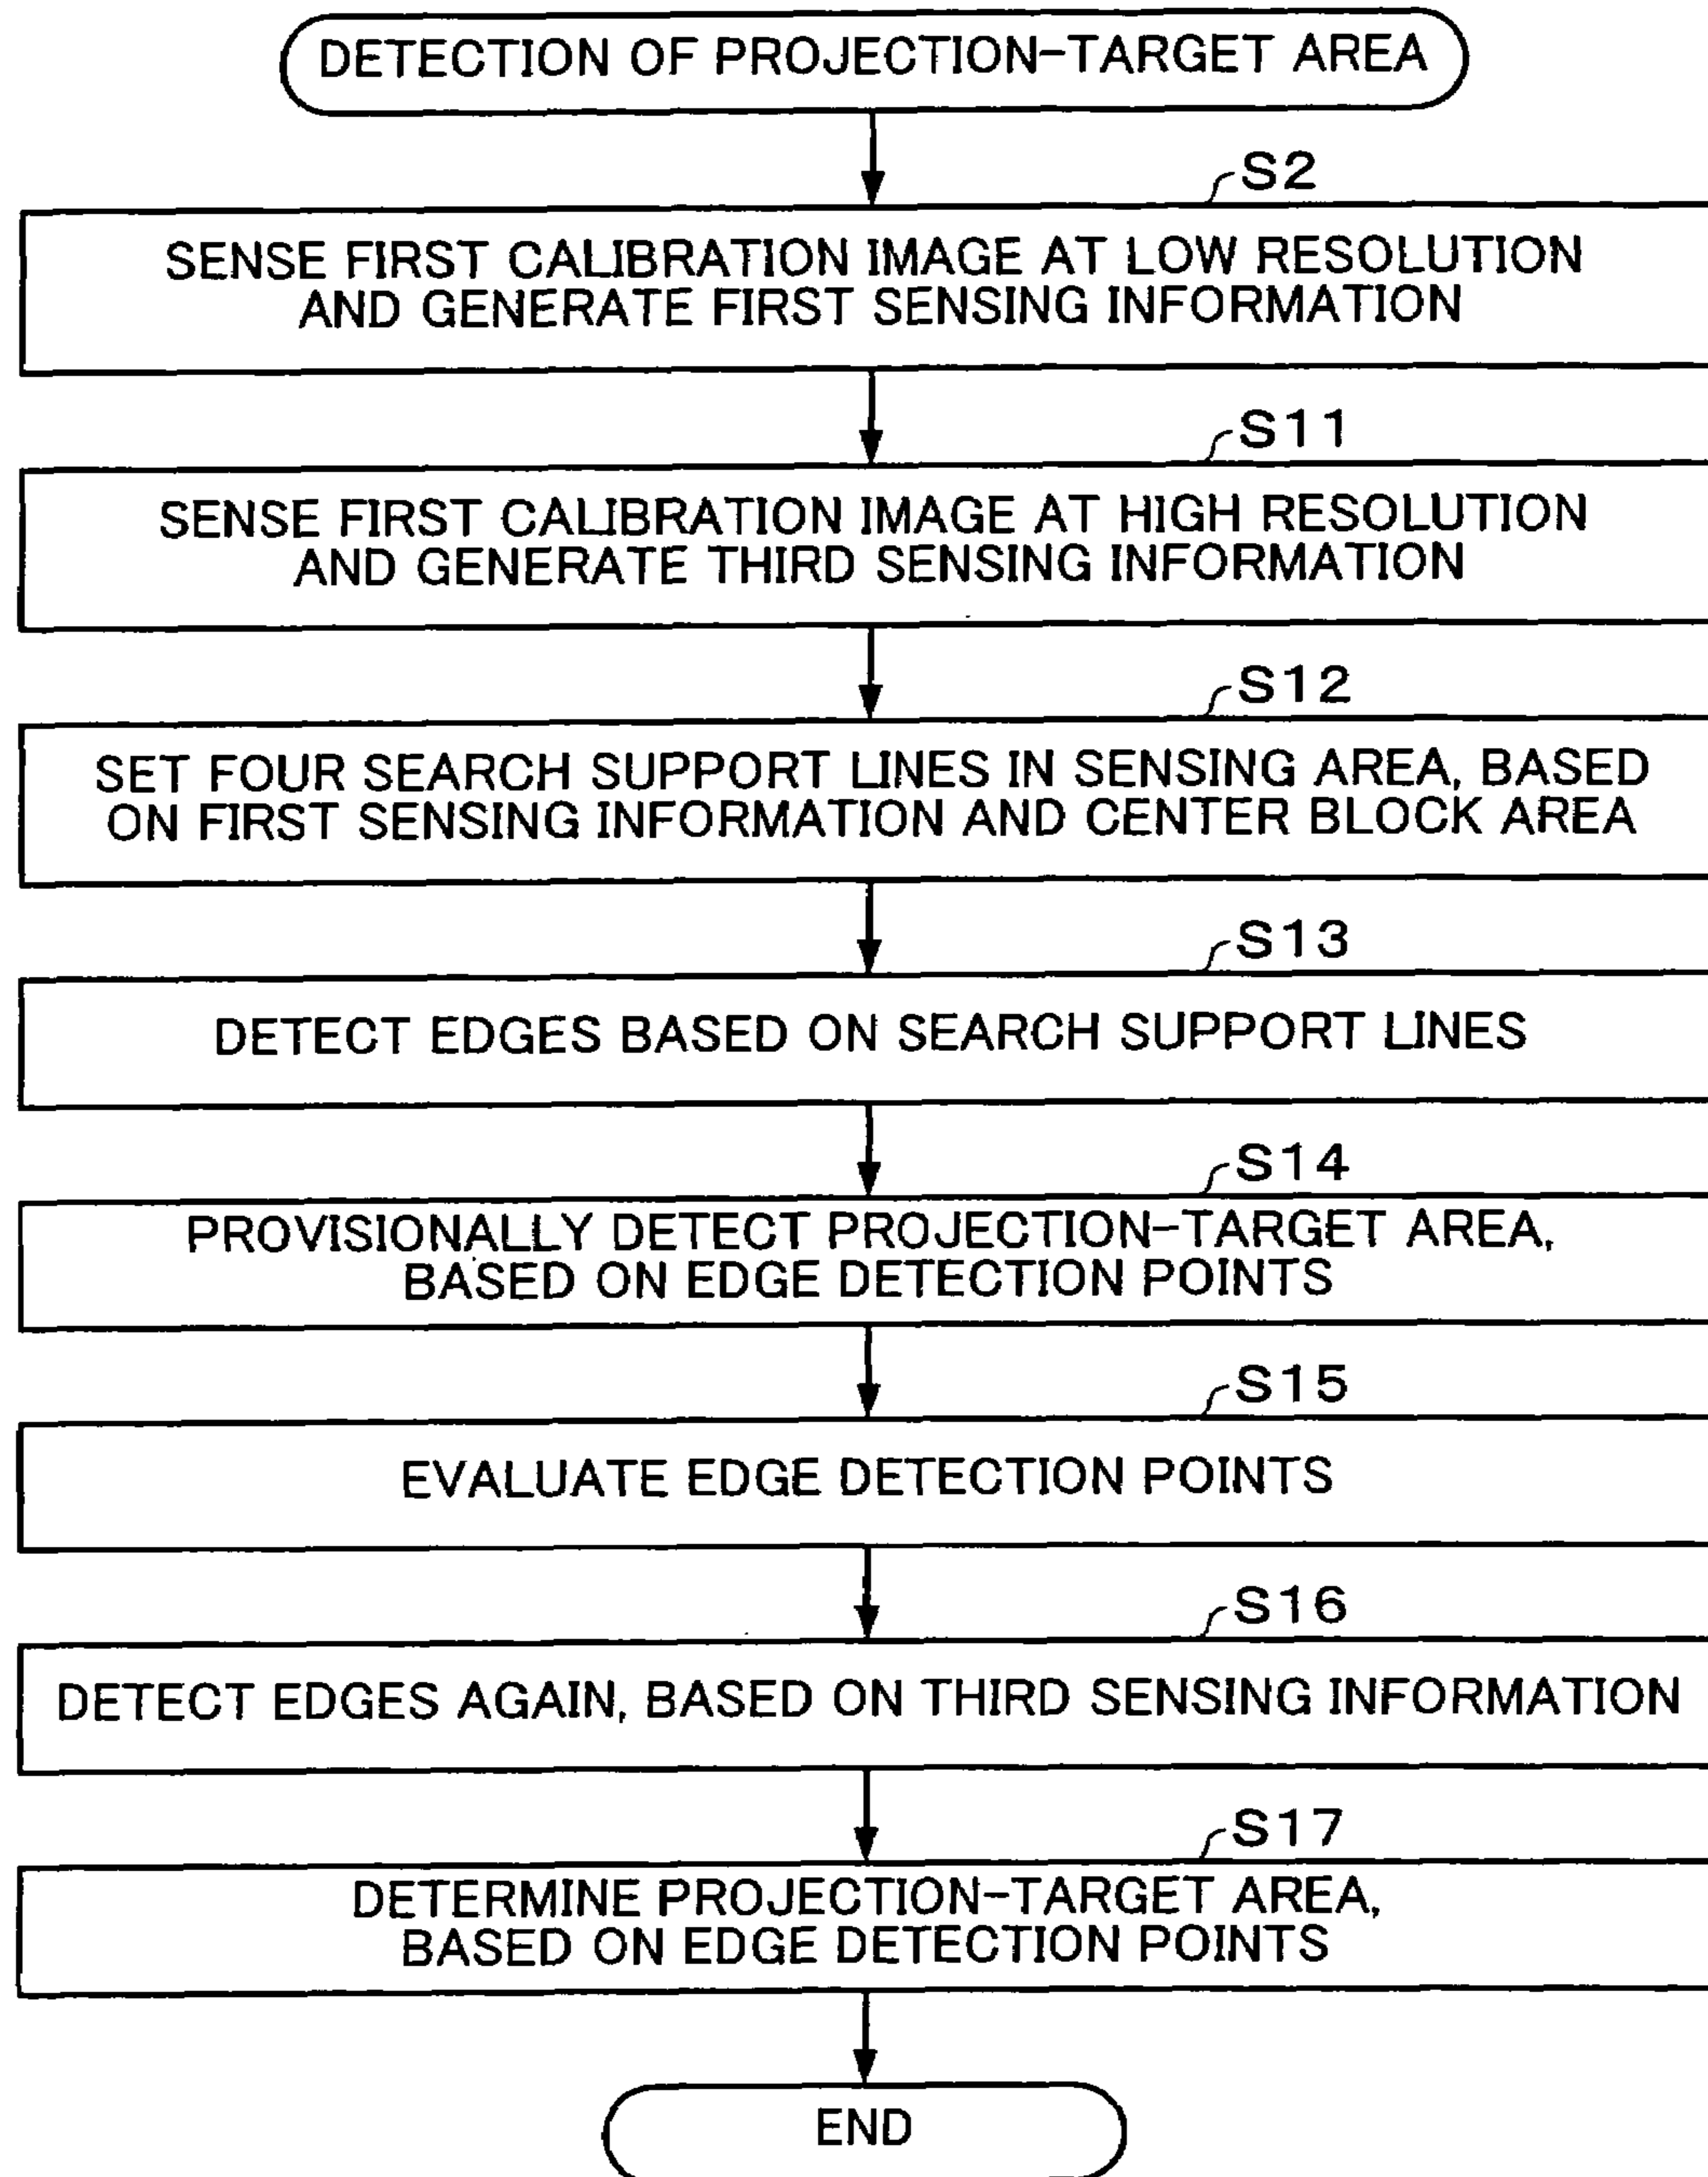 DETECTION OF PROJECTION-TARGET AREA
S2
SENSE FIRST CALIBRATION IMAGE AT LOW RESOLUTION
AND GENERATE FIRST SENSING INFORMATION
S11
SENSE FIRST CALIBRATION IMAGE AT HIGH RESOLUTION
AND GENERATE THIRD SENSING INFORMATION
S12
SET FOUR SEARCH SUPPORT LINES IN SENSING AREA, BASED
ON FIRST SENSING INFORMATION AND CENTER BLOCK AREA
S13
DETECT EDGES BASED ON SEARCH SUPPORT LINES
S14
PROVISIONALLY DETECT PROJECTION-TARGET AREA,
BASED ON EDGE DETECTION POINTS
S15
EVALUATE EDGE DETECTION POINTS
S16
DETECT EDGES AGAIN, BASED ON THIRD SENSING INFORMATION
S17
DETERMINE PROJECTION-TARGET AREA,
BASED ON EDGE DETECTION POINTS
END